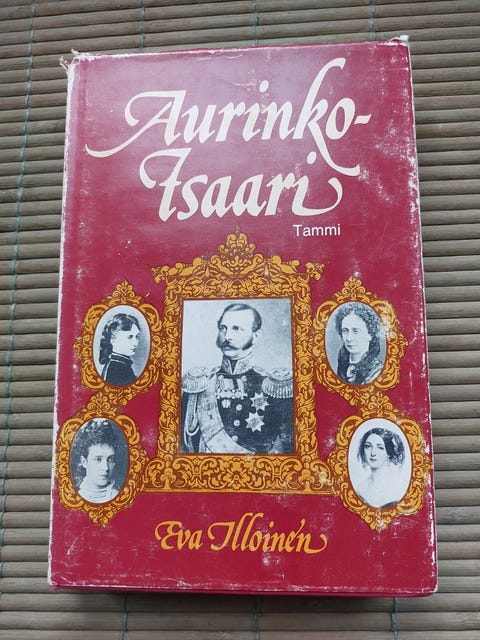 Aurinko-
Tsaari
Tammi
Eva Illoinen